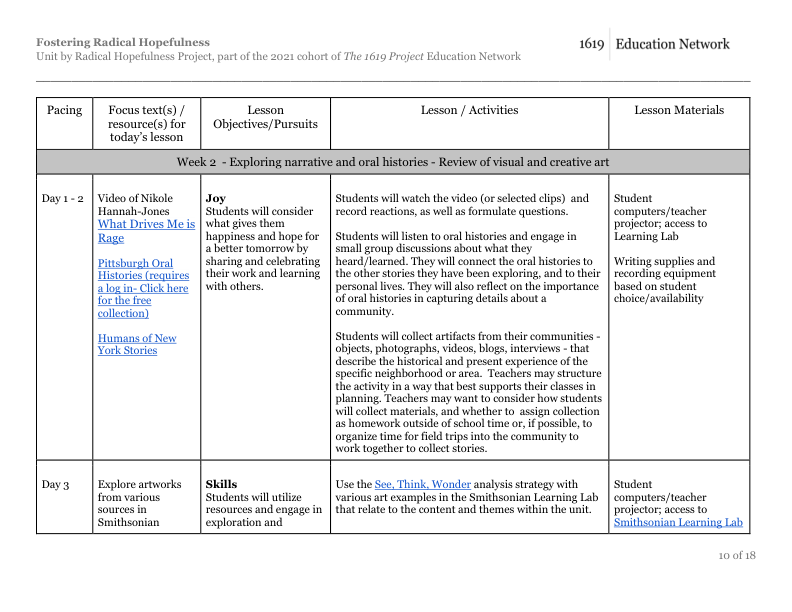 Fostering Radical Hopefulness
Unit by Radical Hopefulness Project, part of the 2021 cohort of The 1619 Project Education Network
1619 Education Network
Pacing
Focus text(s) /
resource(s) for
today's lesson
Lesson
Objectives/Pursuits
Lesson / Activities
Lesson Materials
Week 2 - Exploring narrative and oral histories - Review of visual and creative art
Day 1 - 2
Video of Nikole
Hannah-Jones
What Drives Me is
Rage
Pittsburgh Oral
Histories (requires
a log in- Click here
for the free
collection)
Humans of New
York Stories
Joy
Students will consider
what gives them
happiness and hope for
a better tomorrow by
sharing and celebrating
their work and learning
with others.
Students will watch the video (or selected clips) and
record reactions, as well as formulate questions.
Students will listen to oral histories and engage in
small group discussions about what they
heard/learned. They will connect the oral histories to
the other stories they have been exploring, and to their
personal lives. They will also reflect on the importance
of oral histories in capturing details about a
community.
Students will collect artifacts from their communities -
objects, photographs, videos, blogs, interviews - that
describe the historical and present experience of the
specific neighborhood or area. Teachers may structure
the activity in a way that best supports their classes in
planning. Teachers may want to consider how students
will collect materials, and whether to assign collection
as homework outside of school time or, if possible, to
organize time for field trips into the community to
work together to collect stories.
Student
computers/teacher
projector; access to
Learning Lab
Writing supplies and
recording equipment
based on student
choice/availability
Day 3
Explore artworks
from various
sources in
Smithsonian
Skills
Students will utilize
resources and engage in
exploration and
Use the See, Think, Wonder analysis strategy with
various art examples in the Smithsonian Learning Lab
that relate to the content and themes within the unit.
Student
computers/teacher
projector; access to
Smithsonian Learning Lab
10 of 18